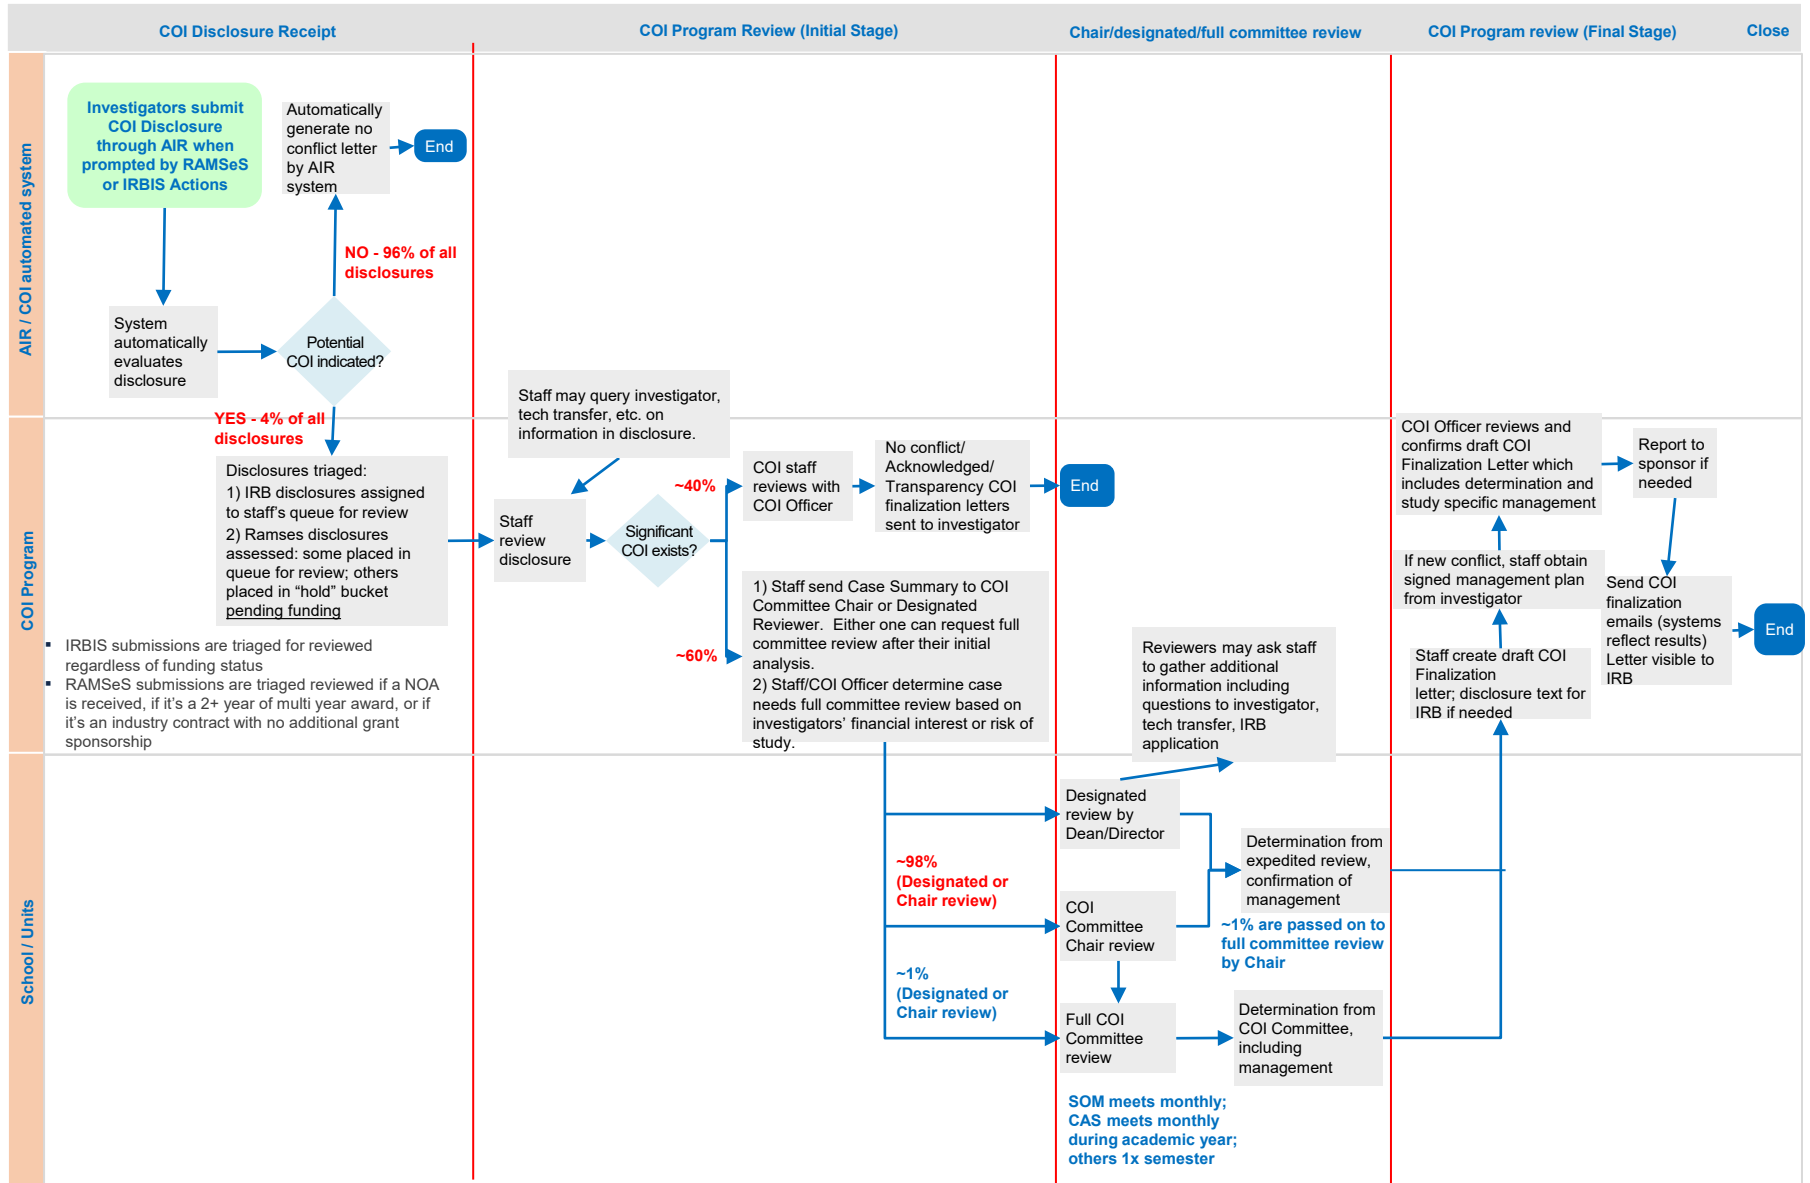 COI Disclosure Receipt
COI Program Review (Initial Stage)
Chair/designated/full committee review
COI Program review (Final Stage)
Close
AIR / COI automated system
Investigators submit
COI Disclosure
through AIR when
prompted by RAMSeS
or IRBIS Actions
Automatically
generate no
conflict letter
by AIR
system
End
NO - 96% of all
disclosures
System
automatically
evaluates
disclosure
Potential
COI indicated?
YES - 4% of all
disclosures
COI Program
Disclosures triaged:
1) IRB disclosures assigned
to staff's queue for review
2) Ramses disclosures
assessed: some placed in
queue for review; others
placed in “hold” bucket
pending funding
▪ IRBIS submissions are triaged for reviewed
regardless of funding status
▪ RAMSeS submissions are triaged reviewed if a NOA
is received, if it’s a 2+ year of multi year award, or if
it’s an industry contract with no additional grant
sponsorship
Staff may query investigator,
tech transfer, etc. on
information in disclosure.
Staff
review
disclosure
Significant
COI exists?
~40%
COI staff
reviews with
COI Officer
No conflict/
Acknowledged/
Transparency COI
finalization letters
sent to investigator
End
~60%
1) Staff send Case Summary to COI
Committee Chair or Designated
Reviewer.  Either one can request full
committee review after their initial
analysis.
2) Staff/COI Officer determine case
needs full committee review based on
investigators’ financial interest or risk of
study.
Reviewers may ask staff
to gather additional
information including
questions to investigator,
tech transfer, IRB
application
COI Officer reviews and
confirms draft COI
Finalization Letter which
includes determination and
study specific management
Report to
sponsor if
needed
If new conflict, staff obtain
signed management plan
from investigator
Send COI
finalization
emails (systems
reflect results)
Letter visible to
IRB
End
Staff create draft COI
Finalization
letter; disclosure text for
IRB if needed
School / Units
~98%
(Designated or
Chair review)
~1%
(Designated or
Chair review)
Designated
review by
Dean/Director
COI
Committee
Chair review
Full COI
Committee
review
Determination from
expedited review,
confirmation of
management
~1% are passed on to
full committee review
by Chair
Determination from
COI Committee,
including
management
SOM meets monthly;
CAS meets monthly
during academic year;
others 1x semester